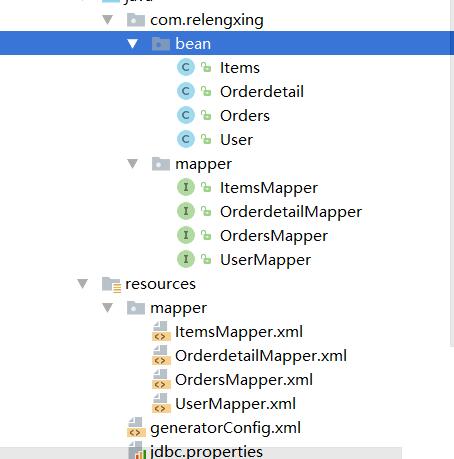 java
com.relengxing
bean
Items
Orderdetail
Orders
User
mapper
ItemsMapper
OrderdetailMapper
OrdersMapper
UserMapper
resources
mapper
ItemsMapper.xml
OrderdetailMapper.xml
OrdersMapper.xml
UserMapper.xml
generatorConfig.xml
jdbc.properties